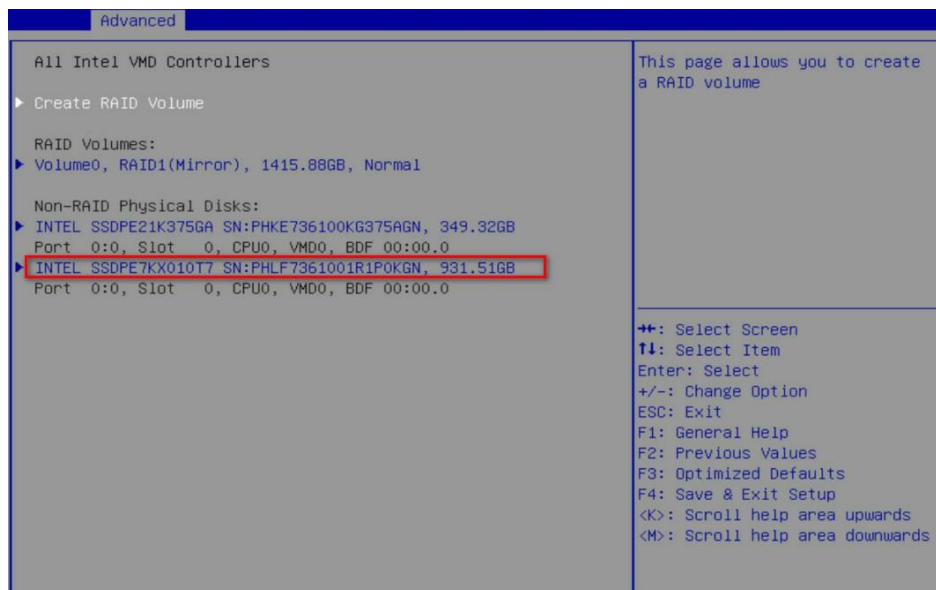 Advanced
All Intel VMD Controllers
Create RAID Volume
RAID Volumes:
Volume0, RAID1(Mirror), 1415.88GB, Normal
Non-RAID Physical Disks:
INTEL SSDPE21K375GA SN:PHKE736100KG375AGN, 349.32GB
Port 0:0, Slot 0, CPU0, VMD0, BDF 00:00.0
INTEL SSDPE7KX010T7 SN:PHLF7361001R1P0KGN, 931.51GB
Port 0:0, Slot 0, CPU0, VMD0, BDF 00:00.0
This page allows you to create
a RAID volume
→←: Select Screen
↑↓: Select Item
Enter: Select
+/-: Change Option
ESC: Exit
F1: General Help
F2: Previous Values
F3: Optimized Defaults
F4: Save & Exit Setup
<K>: Scroll help area upwards
<M>: Scroll help area downwards